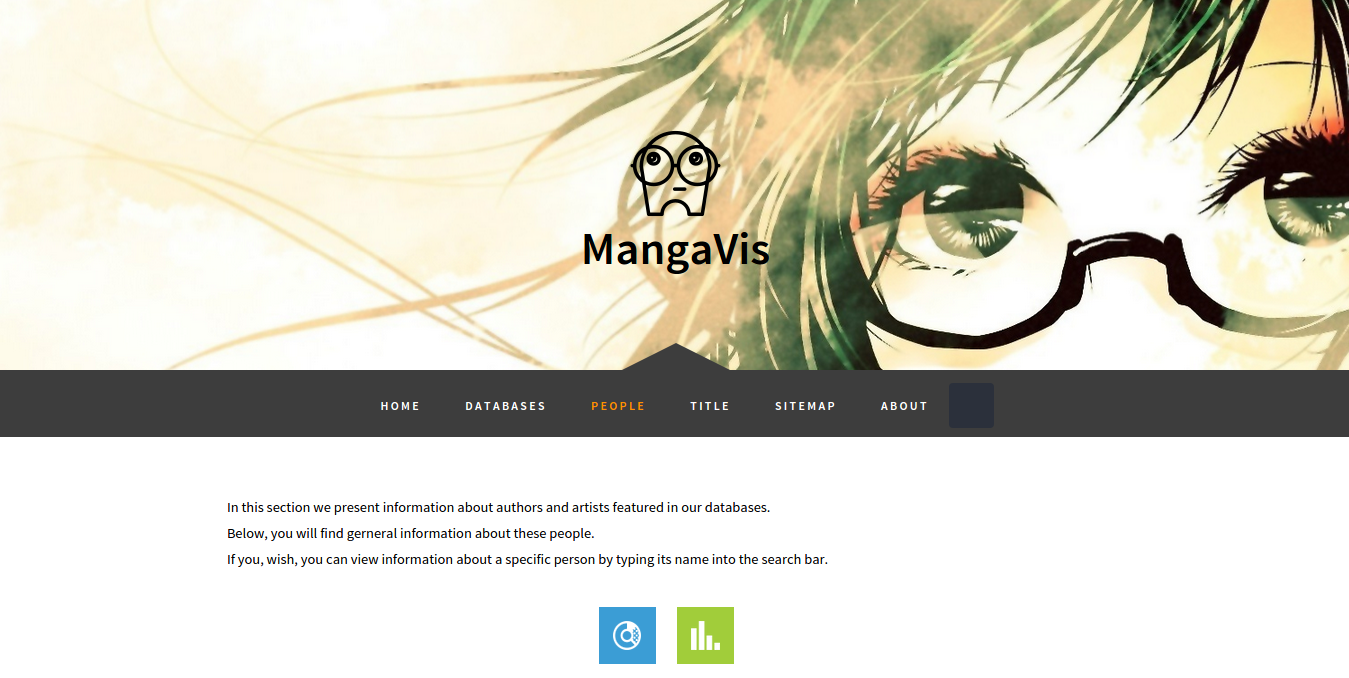 MangaVis
HOME DATABASES PEOPLE TITLE SITEMAP ABOUT
In this section we present information about authors and artists featured in our databases.
Below, you will find gerneral information about these people.
If you, wish, you can view information about a specific person by typing its name into the search bar.